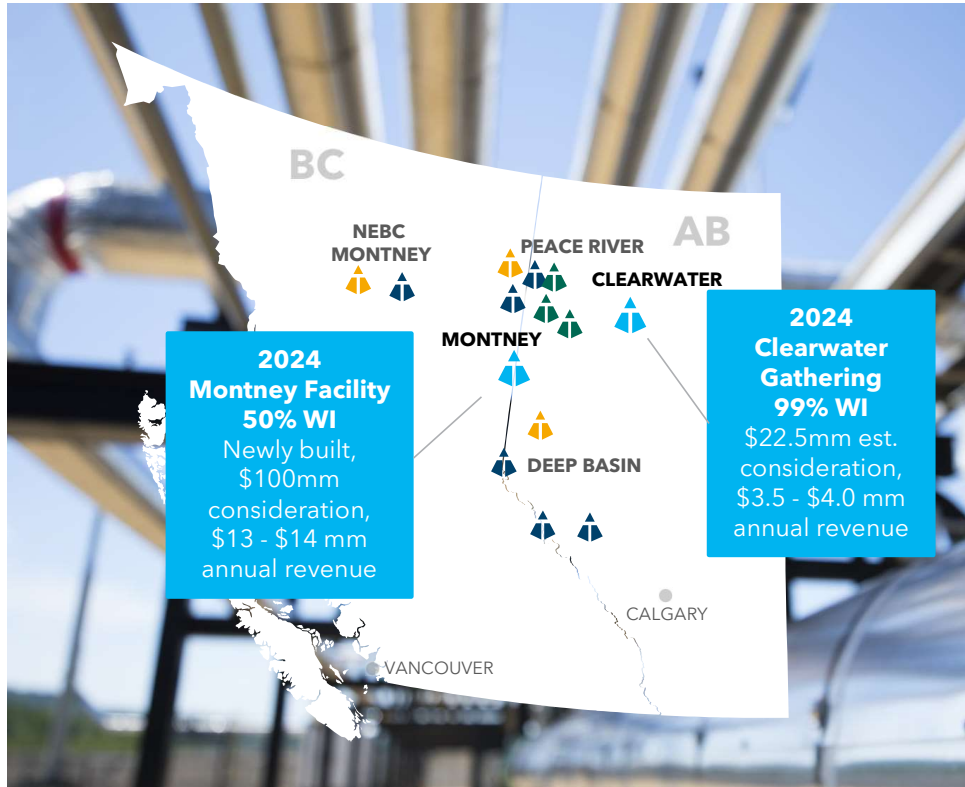 BC
AB
NEBC
MONTNEY
PEACE RIVER
CLEARWATER
MONTNEY
2024
Montney Facility
50% WI
Newly built,
$100mm
consideration,
$13 - $14 mm
annual revenue
2024
Clearwater
Gathering
99% WI
$22.5mm est.
consideration,
$3.5 - $4.0 mm
annual revenue
DEEP BASIN
CALGARY
VANCOUVER